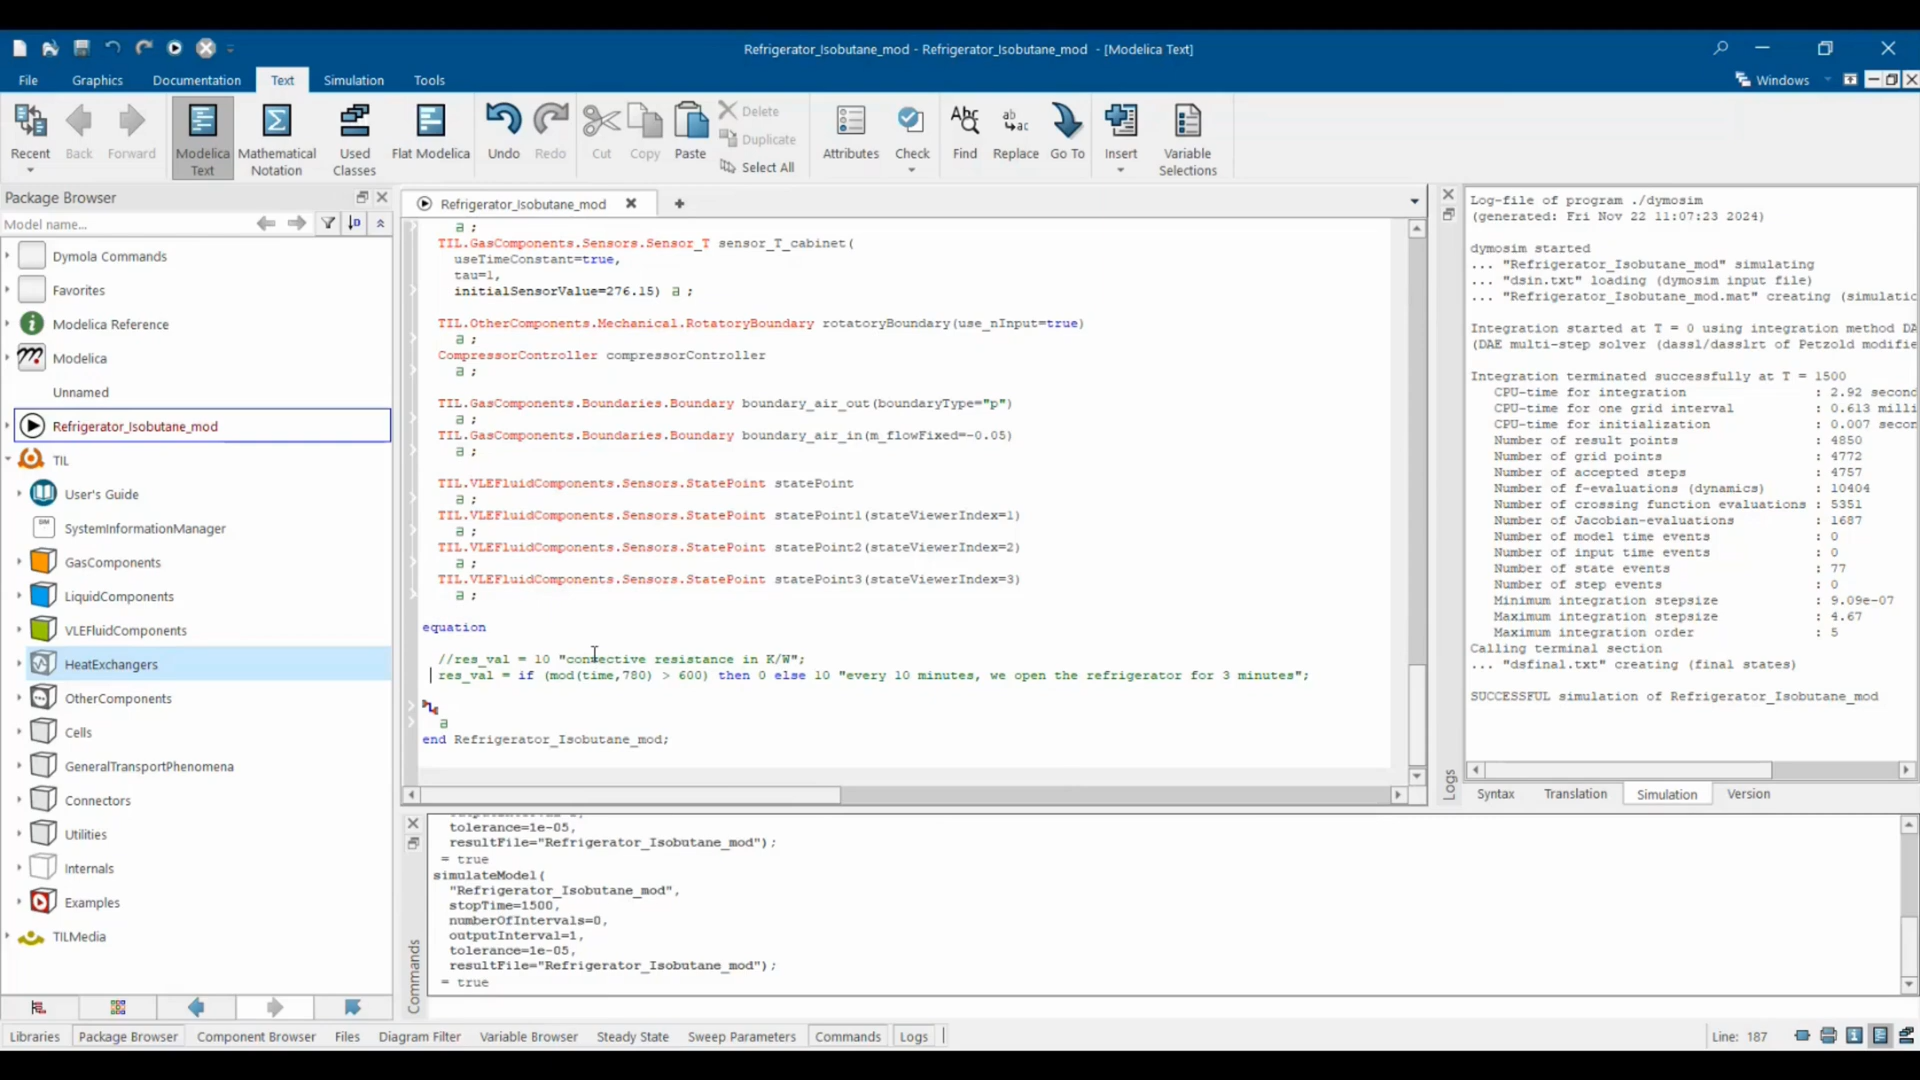 Refrigerator_Isobutane_mod - Refrigerator_Isobutane_mod - [Modelica Text]
File
Graphics
Documentation
Text
Simulation
Tools
Windows
Recent
Back
Forward
Modelica Text
Mathematical Notation
Used Classes
Flat Modelica
Undo
Redo
Cut
Copy
Paste
Delete
Duplicate
Select All
Attributes
Check
Find
Replace
Go To
Insert
Variable Selections
Package Browser
Model name...
Dymola Commands
Favorites
Modelica Reference
Modelica
Unnamed
Refrigerator_Isobutane_mod
TIL
User's Guide
SystemInformationManager
GasComponents
LiquidComponents
VLEFluidComponents
HeatExchangers
OtherComponents
Cells
GeneralTransportPhenomena
Connectors
Utilities
Internals
Examples
TILMedia
Refrigerator_Isobutane_mod
a ;
TIL.GasComponents.Sensors.Sensor_T sensor_T_cabinet(
useTimeConstant=true,
tau=1,
initialSensorValue=276.15) a ;
TIL.OtherComponents.Mechanical.RotatoryBoundary rotatoryBoundary(use_nInput=true)
a ;
CompressorController compressorController
a ;
TIL.GasComponents.Boundaries.Boundary boundary_air_out(boundaryType="p")
a ;
TIL.GasComponents.Boundaries.Boundary boundary_air_in(m_flowFixed=-0.05)
a ;
TIL.VLEFluidComponents.Sensors.StatePoint statePoint
a ;
TIL.VLEFluidComponents.Sensors.StatePoint statePoint1(stateViewerIndex=1)
a ;
TIL.VLEFluidComponents.Sensors.StatePoint statePoint2(stateViewerIndex=2)
a ;
TIL.VLEFluidComponents.Sensors.StatePoint statePoint3(stateViewerIndex=3)
a ;
equation
//res_val = 10 "convective resistance in K/W";
res_val = if (mod(time,780) > 600) then 0 else 10 "every 10 minutes, we open the refrigerator for 3 minutes";
a
end Refrigerator_Isobutane_mod;
Log-file of program ./dymosim
(generated: Fri Nov 22 11:07:23 2024)
dymosim started
... "Refrigerator_Isobutane_mod" simulating
... "dsin.txt" loading (dymosim input file)
... "Refrigerator_Isobutane_mod.mat" creating (simulatic
Integration started at T = 0 using integration method DA
(DAE multi-step solver (dassl/dasslrt of Petzold modifie
Integration terminated successfully at T = 1500
CPU-time for integration : 2.92 second
CPU-time for one grid interval : 0.613 milli
CPU-time for initialization : 0.007 secon
Number of result points : 4850
Number of grid points : 4772
Number of accepted steps : 4757
Number of f-evaluations (dynamics) : 10404
Number of crossing function evaluations : 5351
Number of Jacobian-evaluations : 1687
Number of model time events : 0
Number of input time events : 0
Number of state events : 77
Number of step events : 0
Minimum integration stepsize : 9.09e-07
Maximum integration stepsize : 4.67
Maximum integration order : 5
Calling terminal section
... "dsfinal.txt" creating (final states)
SUCCESSFUL simulation of Refrigerator_Isobutane_mod
Logs
Syntax
Translation
Simulation
Version
tolerance=1e-05,
resultFile="Refrigerator_Isobutane_mod");
= true
simulateModel(
"Refrigerator_Isobutane_mod",
stopTime=1500,
numberOfIntervals=0,
outputInterval=1,
tolerance=1e-05,
resultFile="Refrigerator_Isobutane_mod");
= true
Commands
Libraries
Package Browser
Component Browser
Files
Diagram Filter
Variable Browser
Steady State
Sweep Parameters
Commands
Logs
Line: 187